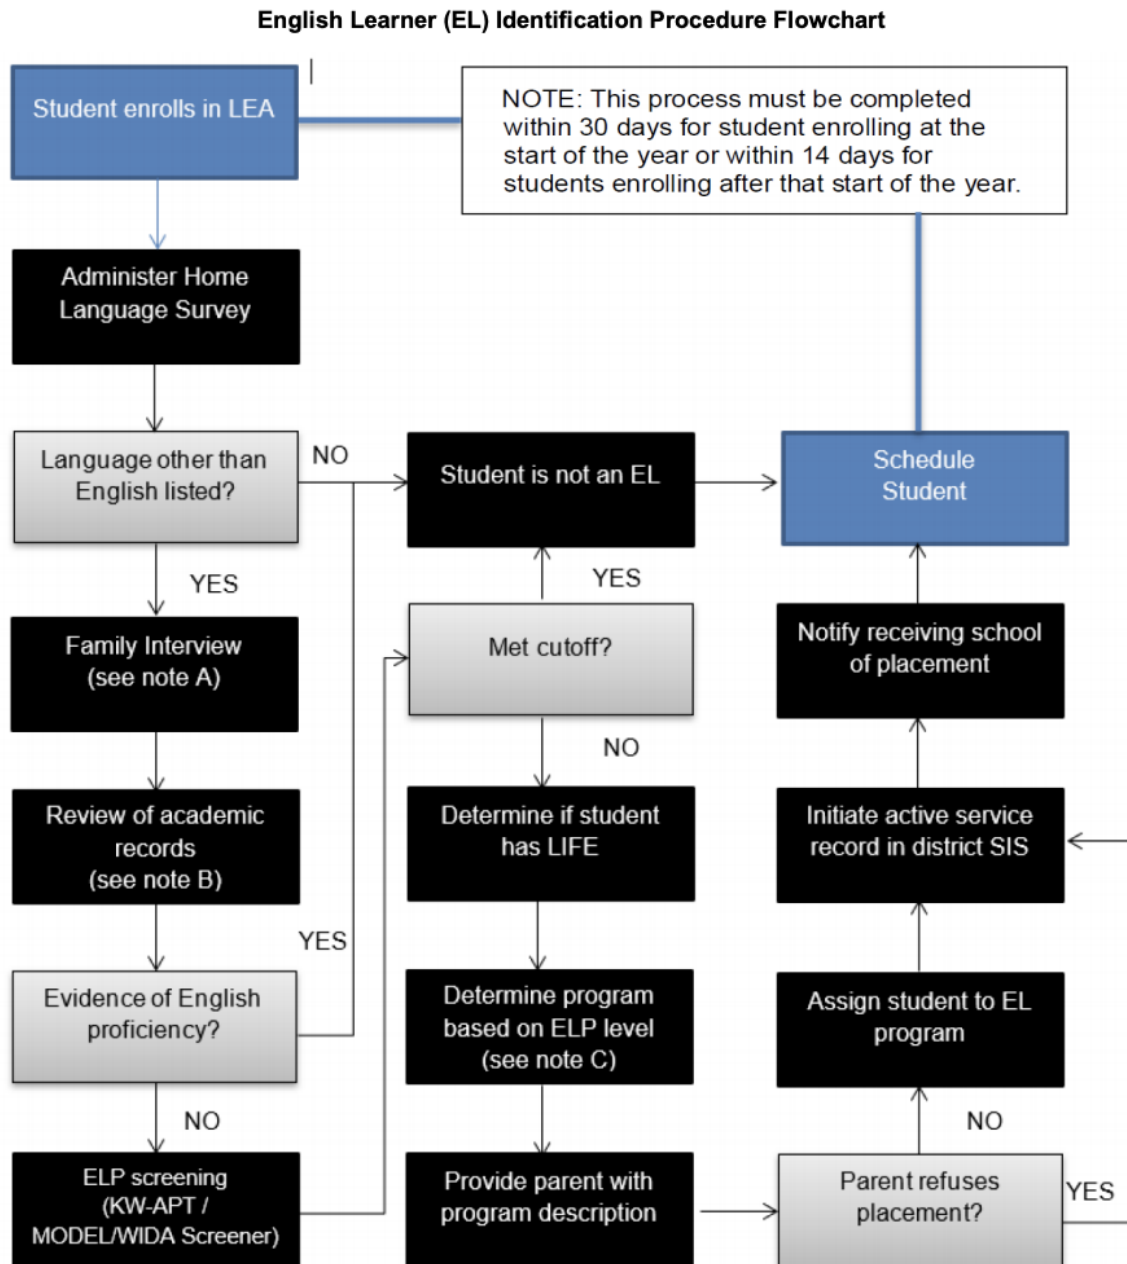 English Learner (EL) Identification Procedure Flowchart
Student enrolls in LEA
NOTE: This process must be completed
within 30 days for student enrolling at the
start of the year or within 14 days for
students enrolling after that start of the year.
Administer Home
Language Survey
Language other than
English listed?
NO
Student is not an EL
Schedule
Student
YES
YES
Family Interview
(see note A)
Met cutoff?
Notify receiving school
of placement
NO
Review of academic
records
(see note B)
Determine if student
has LIFE
Initiate active service
record in district SIS
YES
Evidence of English
proficiency?
Determine program
based on ELP level
(see note C)
Assign student to EL
program
NO
NO
ELP screening
(KW-APT /
MODEL/WIDA Screener)
Provide parent with
program description
Parent refuses
placement?
YES